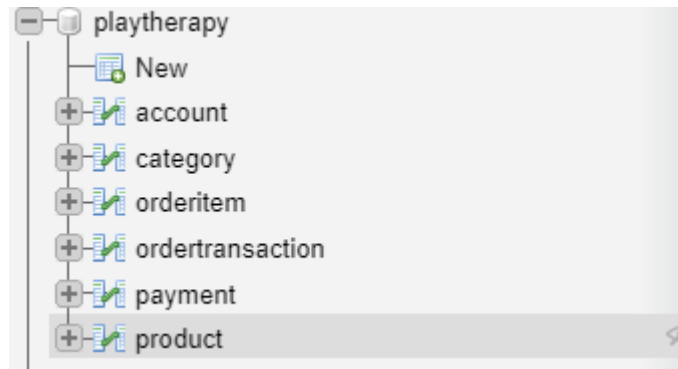 playtherapy
New
account
category
orderitem
ordertransaction
payment
product